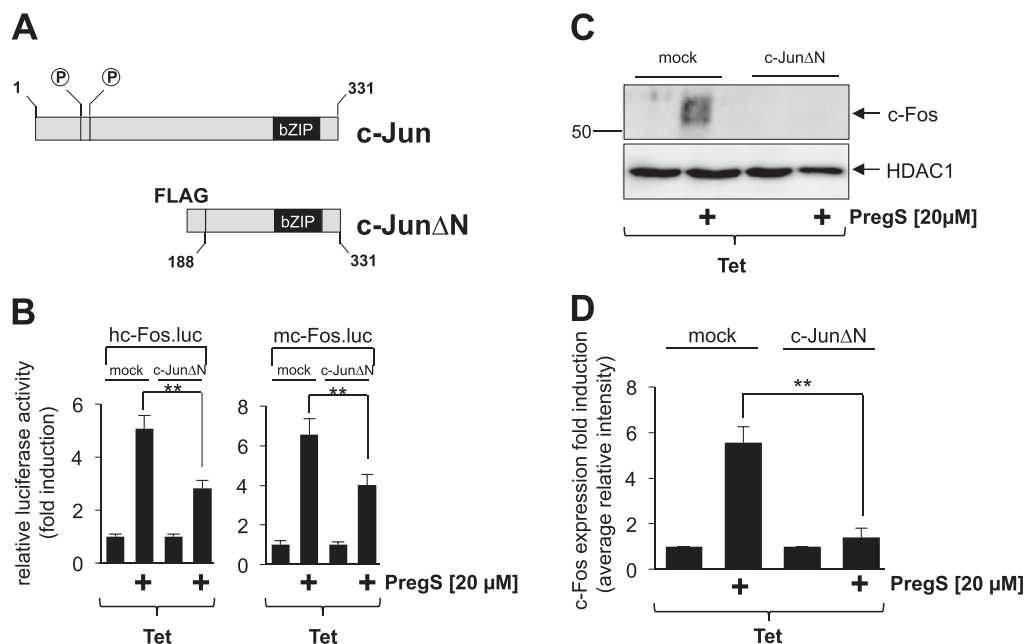 A
1
P
P
331
bZIP
c-Jun
FLAG
bZIP
c-JunΔN
188
331
B
hc-Fos.luc
mc-Fos.luc
mock
c-JunΔN
mock
c-JunΔN
**
**
relative luciferase activity
(fold induction)
6
4
2
0
8
6
4
2
0
+
+
+
+
PregS [20 µM]
Tet
Tet
C
mock
c-JunΔN
c-Fos
50
HDAC1
+
+
PregS [20µM]
Tet
D
mock
c-JunΔN
**
c-Fos expression fold induction
(average relative intensity)
8
6
4
2
0
+
+
PregS [20 µM]
Tet